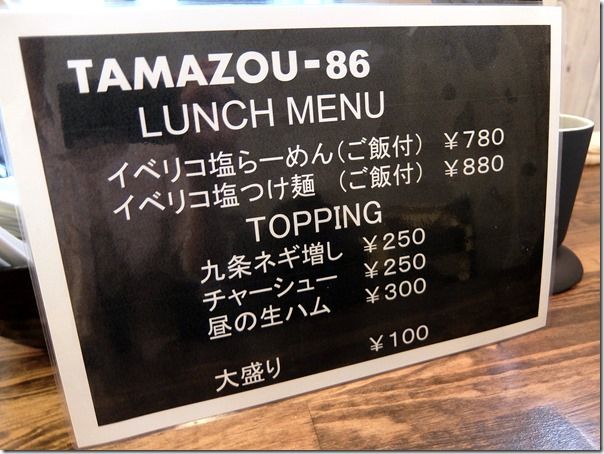 TAMAZOU-86
LUNCH MENU
イベリコ塩らーめん(ご飯付) ￥780
イベリコ塩つけ麺 (ご飯付) ￥880
TOPPING
九条ネギ増し ￥250
チャーシュー ￥250
昼の生ハム ￥300
大盛り ￥100